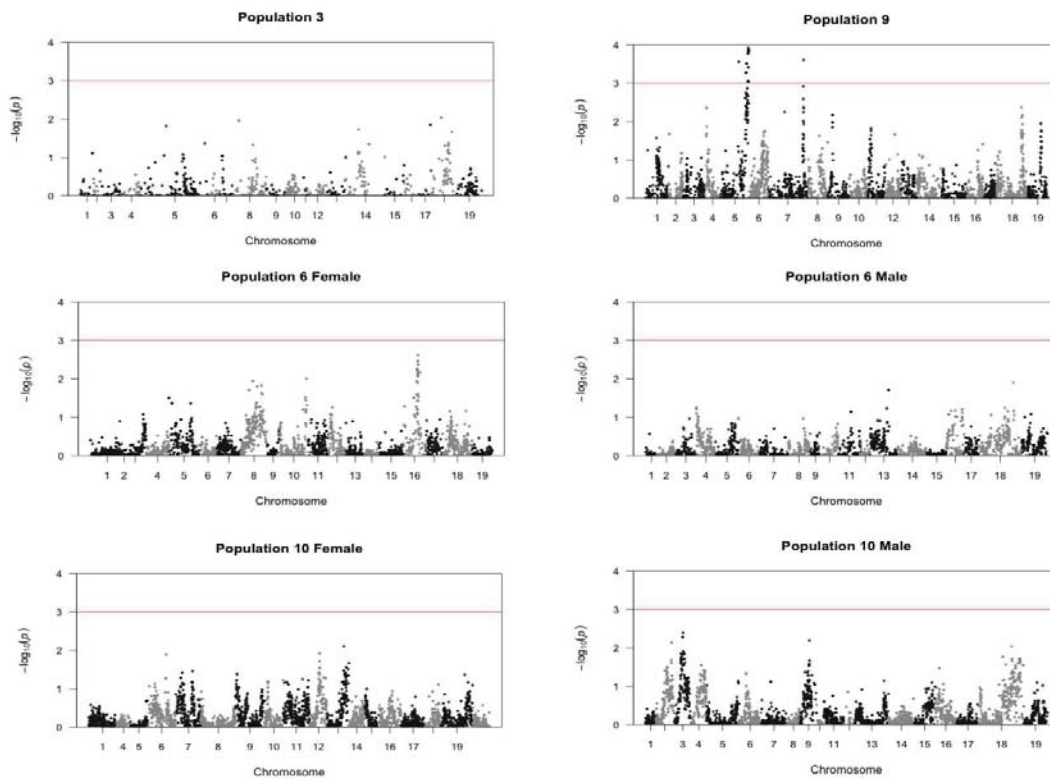 Population 3
4
3
2
1
0
−log10(p)
1 3 4 5 6 8 9 10 12 14 15 17 19
Chromosome
Population 9
4
3
2
1
0
−log10(p)
1 2 3 4 5 6 7 8 9 10 12 14 15 16 18 19
Chromosome
Population 6 Female
4
3
2
1
0
−log10(p)
1 2 4 5 6 7 8 9 10 11 13 14 16 18 19
Chromosome
Population 6 Male
4
3
2
1
0
−log10(p)
1 2 3 4 5 6 7 8 9 11 13 14 15 16 17 18 19
Chromosome
Population 10 Female
4
3
2
1
0
−log10(p)
1 4 5 6 7 8 9 10 11 12 13 14 15 16 17 19
Chromosome
Population 10 Male
4
3
2
1
0
−log10(p)
1 2 3 4 5 6 7 8 9 11 13 14 15 16 17 18 19
Chromosome